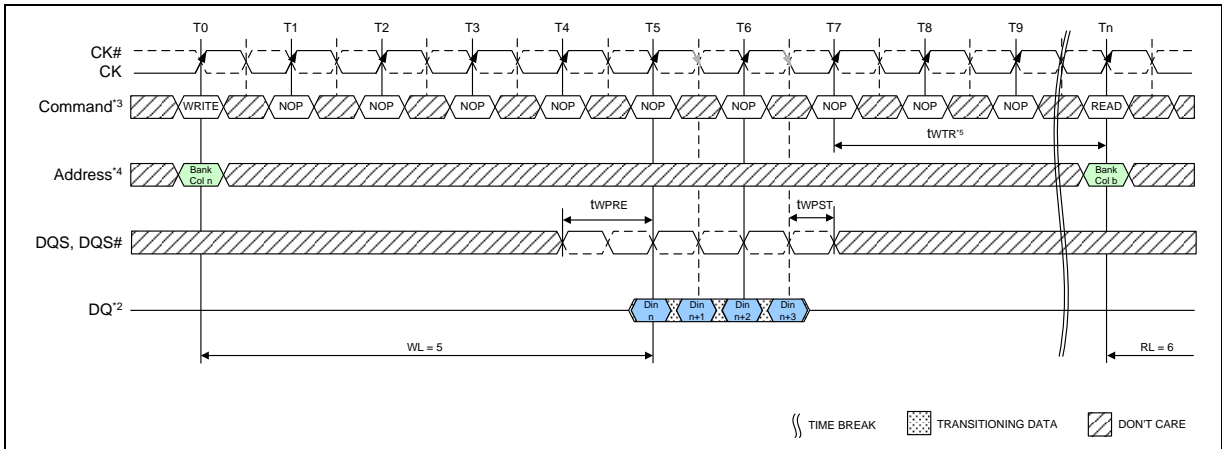 T0 T1 T2 T3 T4 T5 T6 T7 T8 T9 Tn
CK#
CK
Command*3 WRITE NOP NOP NOP NOP NOP NOP NOP NOP NOP READ
tWTR*5
Address*4 Bank Col n Bank Col b
tWPRE tWPST
DQS, DQS#
DQ*2 Din n Din n+1 Din n+2 Din n+3
WL = 5 RL = 6
TIME BREAK TRANSITIONING DATA DON'T CARE